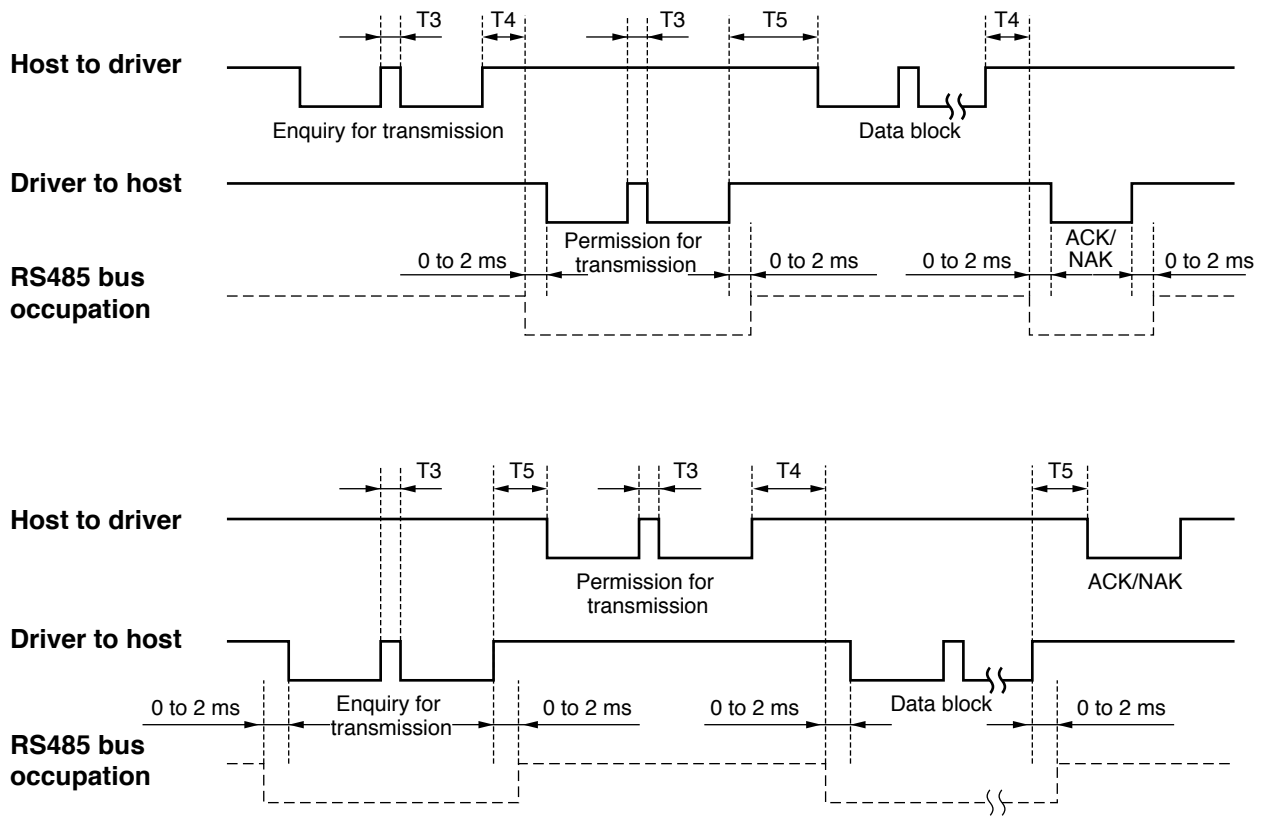 T3 T4 T3 T5 T4
Host to driver
Enquiry for transmission Data block
Driver to host
Permission for
transmission
ACK/
NAK
0 to 2 ms 0 to 2 ms 0 to 2 ms 0 to 2 ms
RS485 bus
occupation
T3 T5 T3 T4 T5
Host to driver
Permission for
transmission
ACK/NAK
Driver to host
Enquiry for
transmission
Data block
0 to 2 ms 0 to 2 ms 0 to 2 ms 0 to 2 ms
RS485 bus
occupation